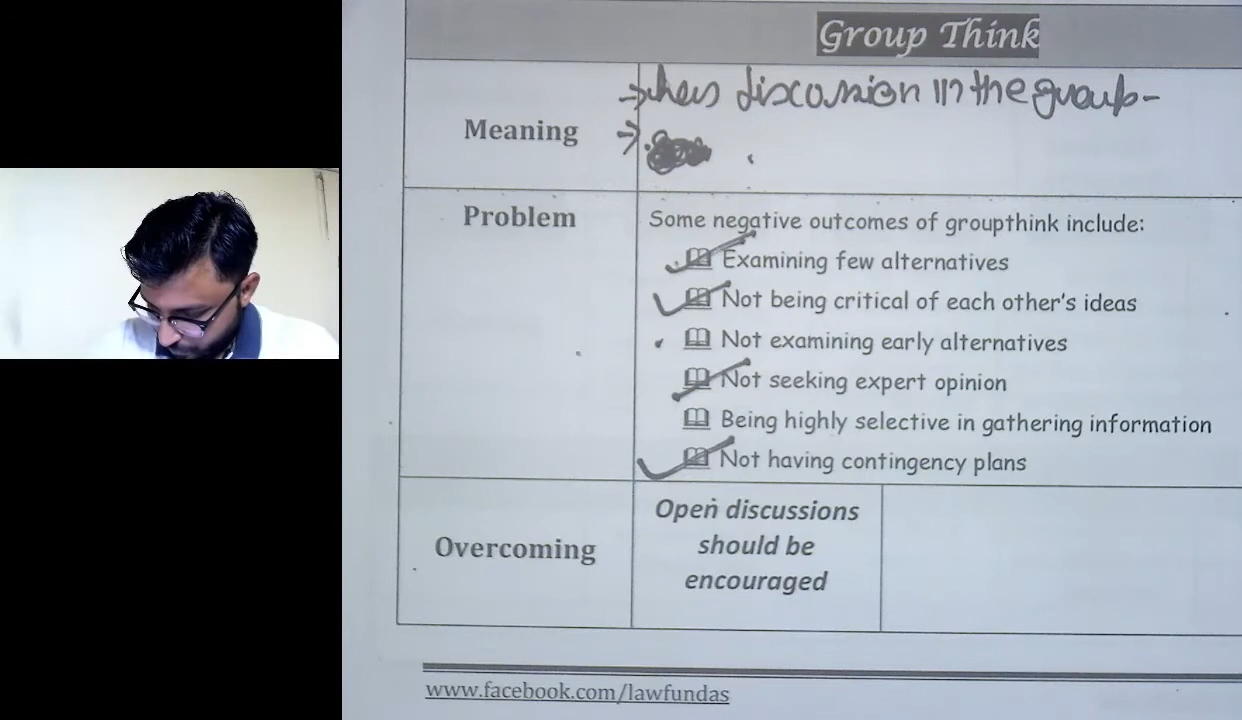 Group Think
Meaning
discussion in the group-
Problem
Some negative outcomes of groupthink include:
Examining few alternatives
Not being critical of each other's ideas
Not examining early alternatives
Not seeking expert opinion
Being highly selective in gathering information
Not having contingency plans
Overcoming
Open discussions
should be
encouraged
www.facebook.com/lawfundas